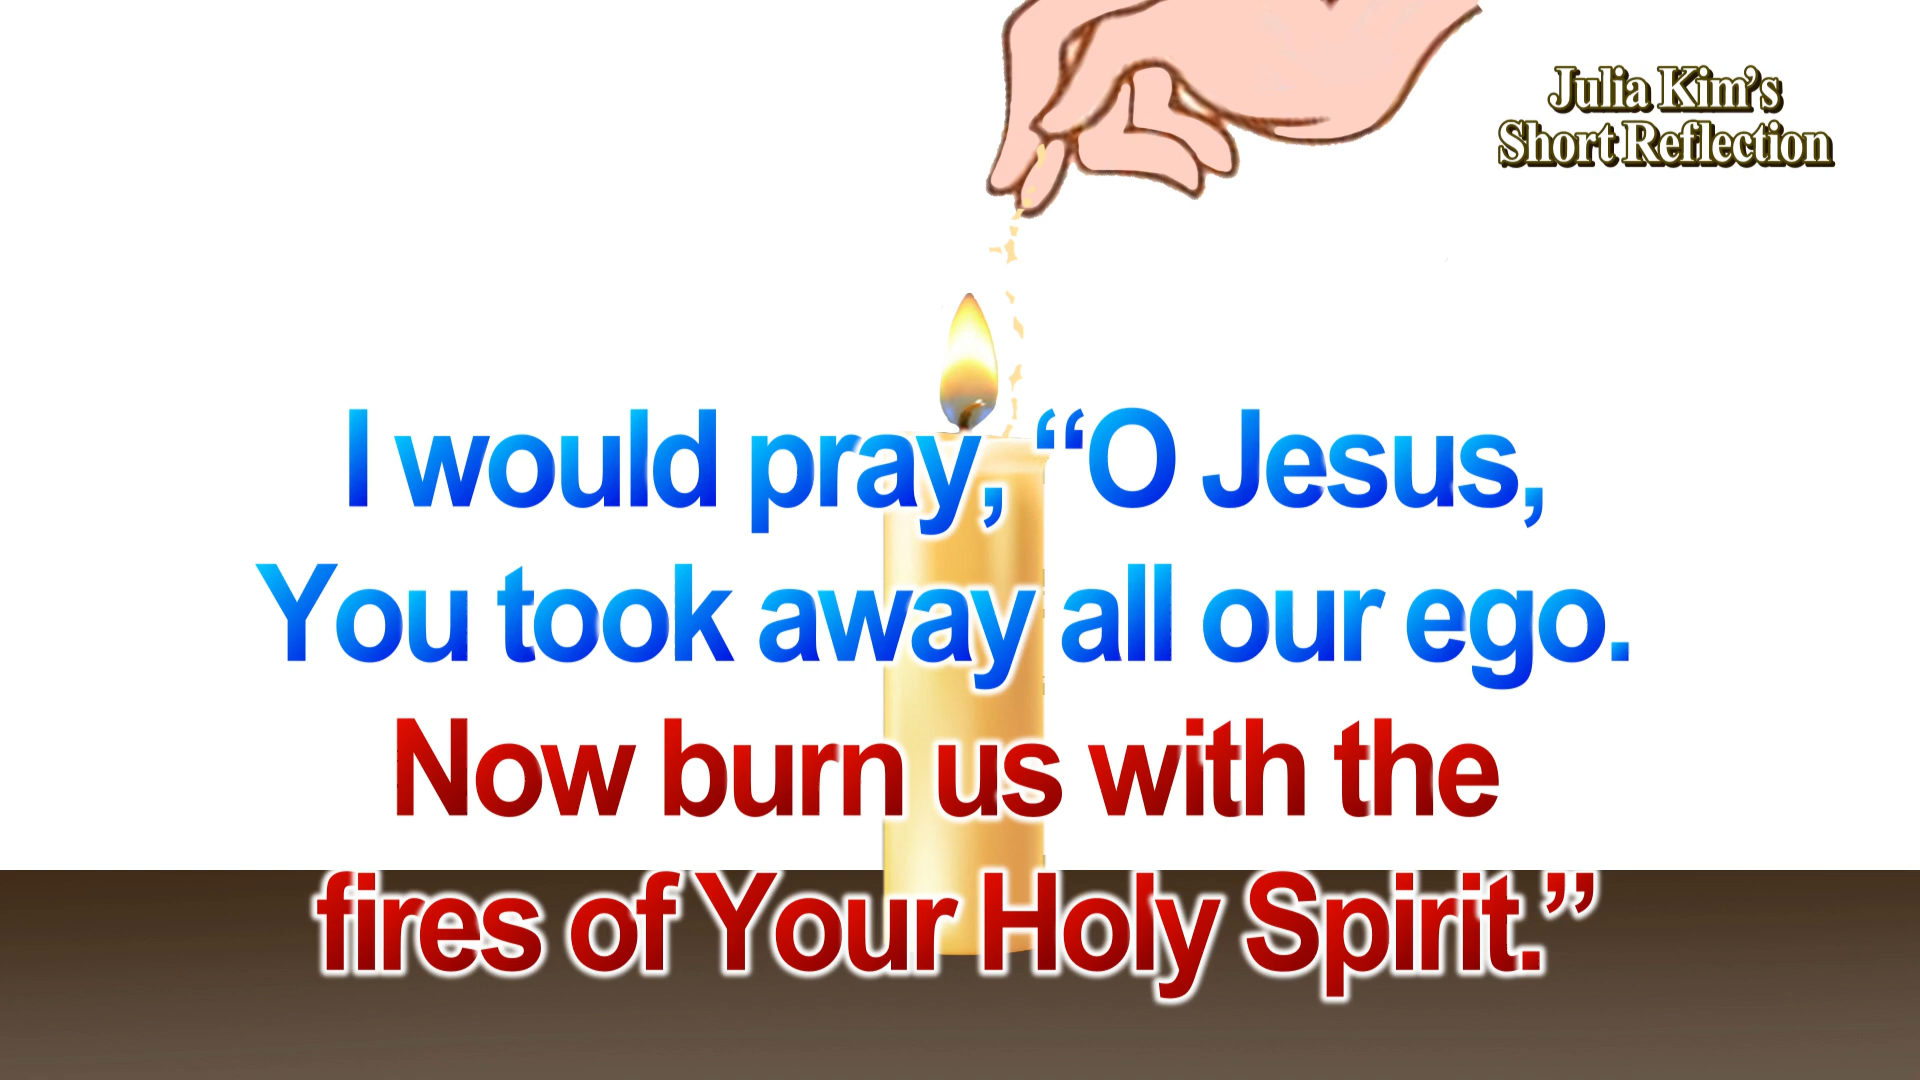 Julia Kim's
Short Reflection
I would pray, “O Jesus,
You took away all our ego.
Now burn us with the
fires of Your Holy Spirit.”